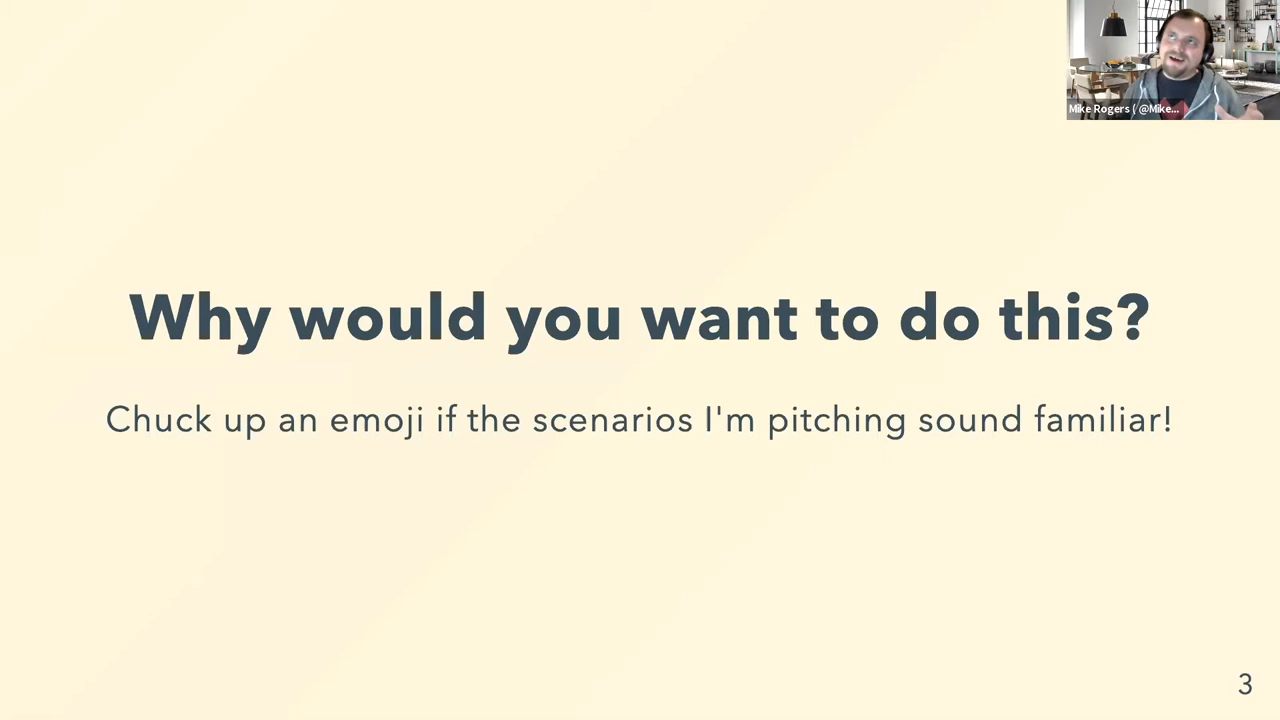 Mike Rogers ( @Mike...
Why would you want to do this?
Chuck up an emoji if the scenarios I'm pitching sound familiar!
3